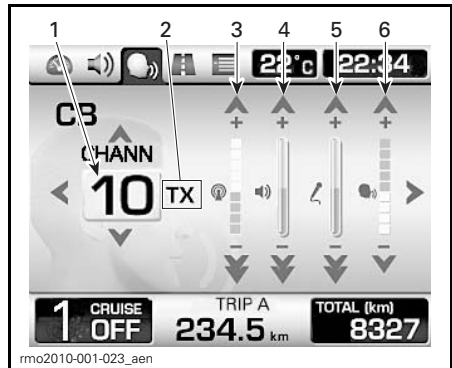 1 2 3 4 5 6
22°c 22:34
CB
CHANN
10 TX
+ + + +
− − − −
1 CRUISE OFF
TRIP A
234.5 km
TOTAL (km)
8327
rmo2010-001-023_aen